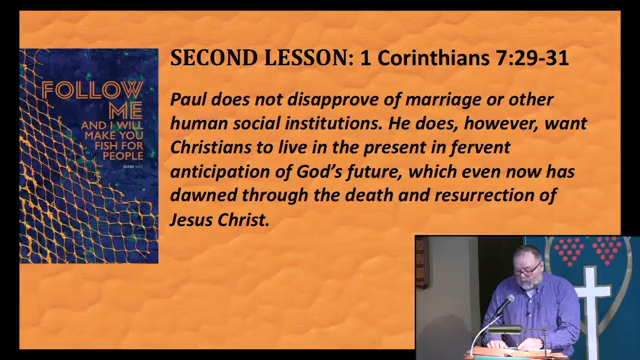 SECOND LESSON: 1 Corinthians 7:29-31
Paul does not disapprove of marriage or other
human social institutions. He does, however, want
Christians to live in the present in fervent
anticipation of God's future, which even now has
dawned through the death and resurrection of
Jesus Christ.
FOLLOW
ME
AND I WILL
MAKE YOU
FISH FOR
PEOPLE